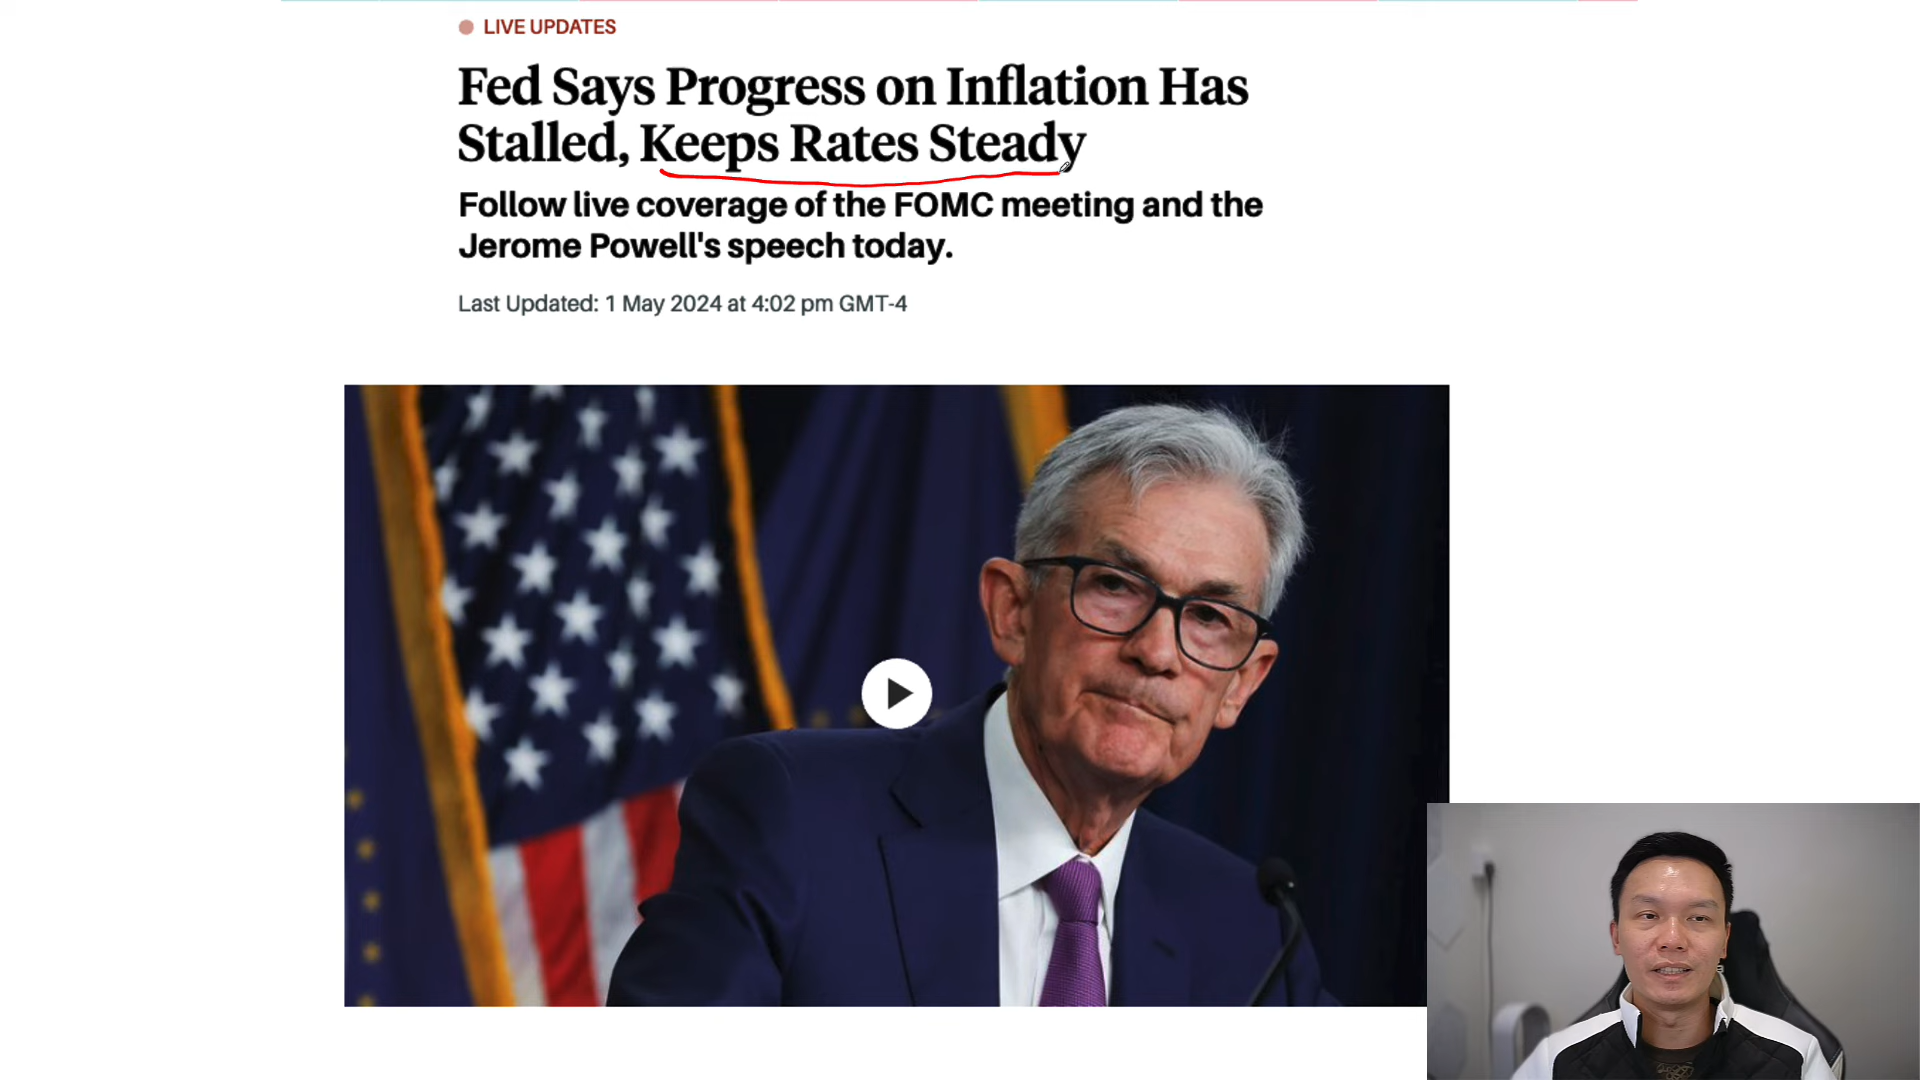 LIVE UPDATES
Fed Says Progress on Inflation Has
Stalled, Keeps Rates Steady
Follow live coverage of the FOMC meeting and the
Jerome Powell's speech today.
Last Updated: 1 May 2024 at 4:02 pm GMT-4